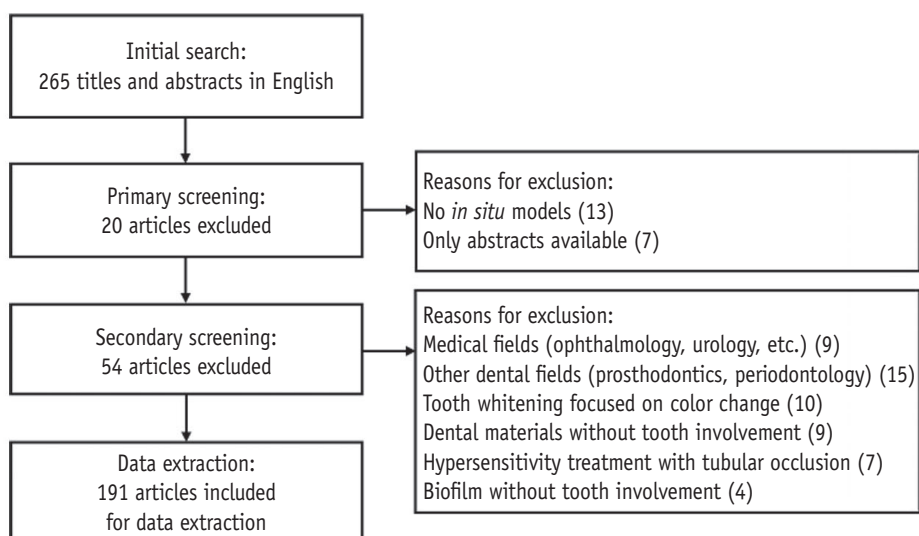 Initial search:
265 titles and abstracts in English
Primary screening:
20 articles excluded
Reasons for exclusion:
No in situ models (13)
Only abstracts available (7)
Secondary screening:
54 articles excluded
Reasons for exclusion:
Medical fields (ophthalmology, urology, etc.) (9)
Other dental fields (prosthodontics, periodontology) (15)
Tooth whitening focused on color change (10)
Dental materials without tooth involvement (9)
Hypersensitivity treatment with tubular occlusion (7)
Biofilm without tooth involvement (4)
Data extraction:
191 articles included
for data extraction